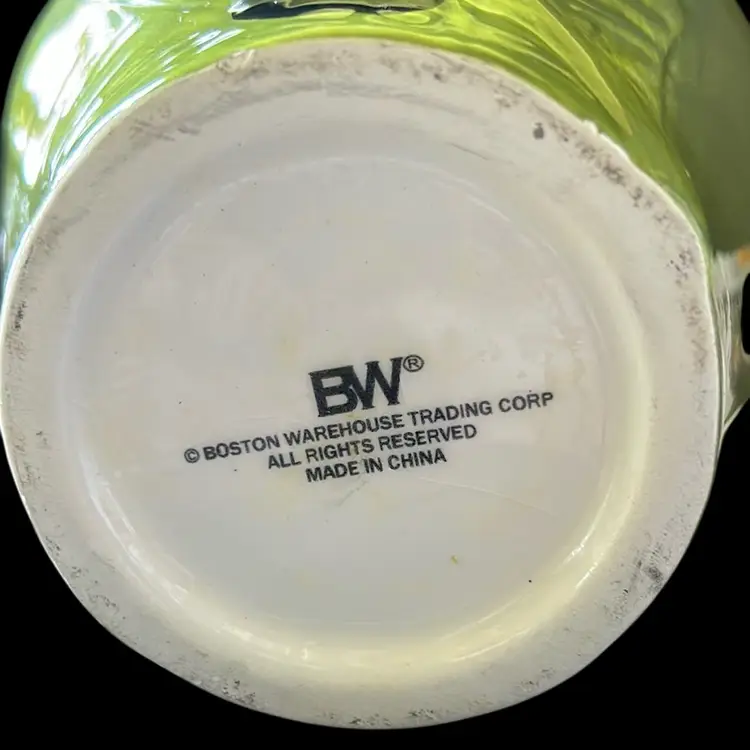 BW®
© BOSTON WAREHOUSE TRADING CORP
ALL RIGHTS RESERVED
MADE IN CHINA